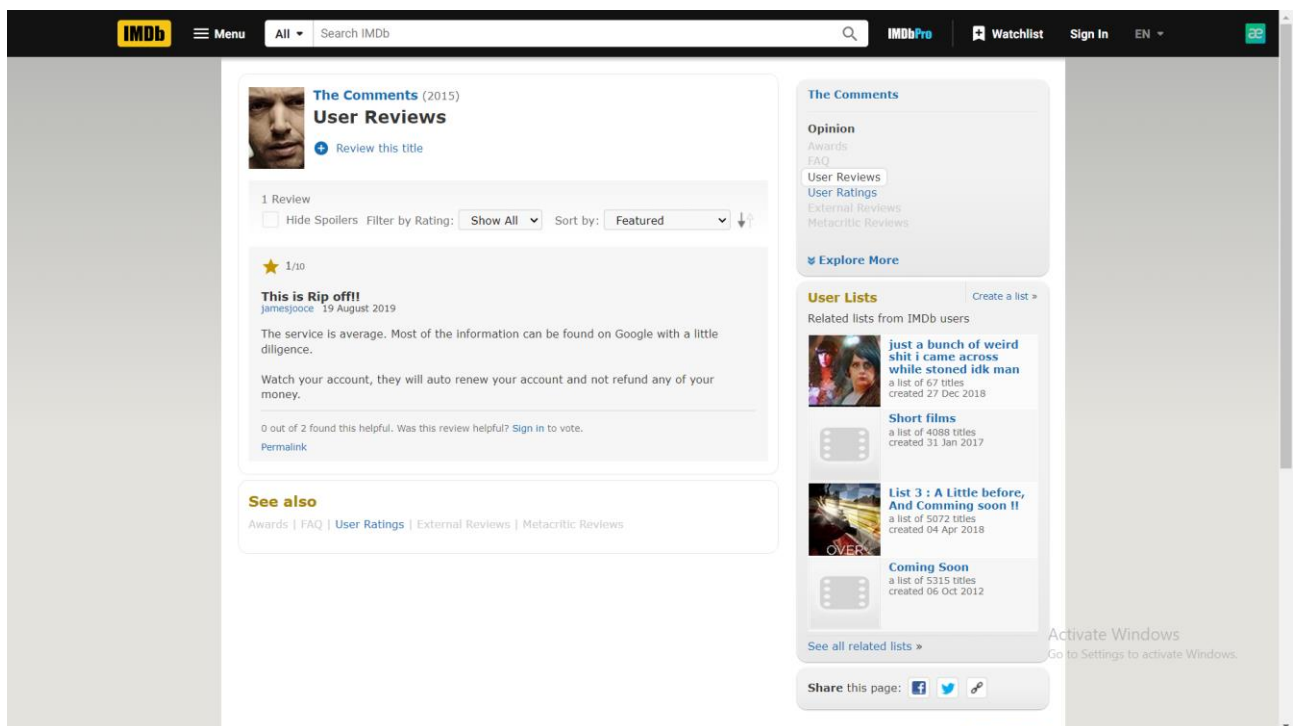 IMDb Menu All Search IMDb IMDbPro Watchlist Sign In EN æ
The Comments (2015)
User Reviews
Review this title
1 Review
Hide Spoilers Filter by Rating: Show All Sort by: Featured
1/10
This is Rip off!!
jamesjooce 19 August 2019
The service is average. Most of the information can be found on Google with a little
diligence.
Watch your account, they will auto renew your account and not refund any of your
money.
0 out of 2 found this helpful. Was this review helpful? Sign in to vote.
Permalink
See also
Awards | FAQ | User Ratings | External Reviews | Metacritic Reviews
The Comments
Opinion
Awards
FAQ
User Reviews
User Ratings
External Reviews
Metacritic Reviews
Explore More
User Lists Create a list »
Related lists from IMDb users
just a bunch of weird
shit i came across
while stoned idk man
a list of 67 titles
created 27 Dec 2018
Short films
a list of 4088 titles
created 31 Jan 2017
OVER
List 3 : A Little before,
And Comming soon !!
a list of 5072 titles
created 04 Apr 2018
Coming Soon
a list of 5315 titles
created 06 Oct 2012
See all related lists »
Share this page:
Activate Windows
Go to Settings to activate Windows.